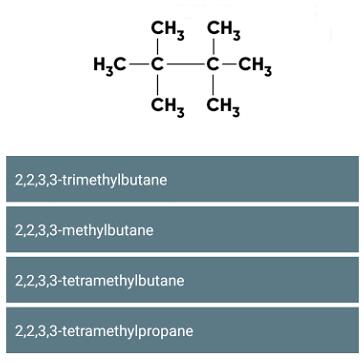 CH₃ CH₃
H₃C—C—C—CH₃
CH₃ CH₃
2,2,3,3-trimethylbutane
2,2,3,3-methylbutane
2,2,3,3-tetramethylbutane
2,2,3,3-tetramethylpropane